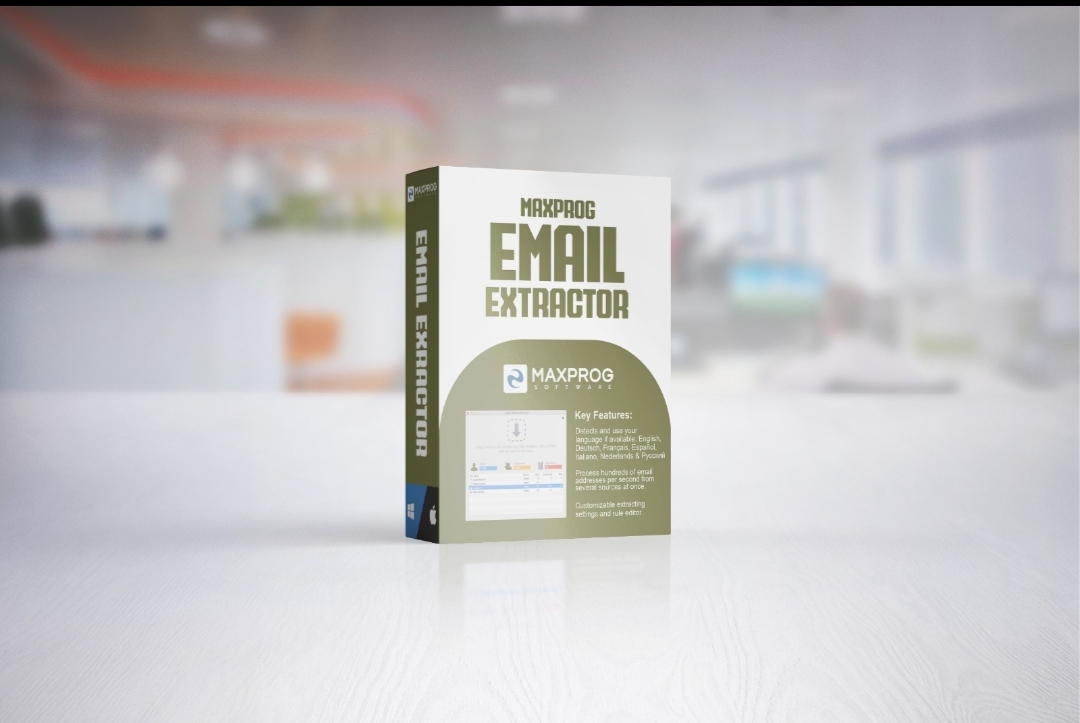 MAXPROG
EMAIL EXRACTOR
MAXPROG
EMAIL
EXTRACTOR
MAXPROG
SOFTWARE
Key Features:
Detects and use your
language if available. English,
Deutsch, Français, Español,
Italiano, Nederlands & Русский
Process hundreds of email
addresses per second from
several sources at once.
Customizable extracting
settings and rule editor.